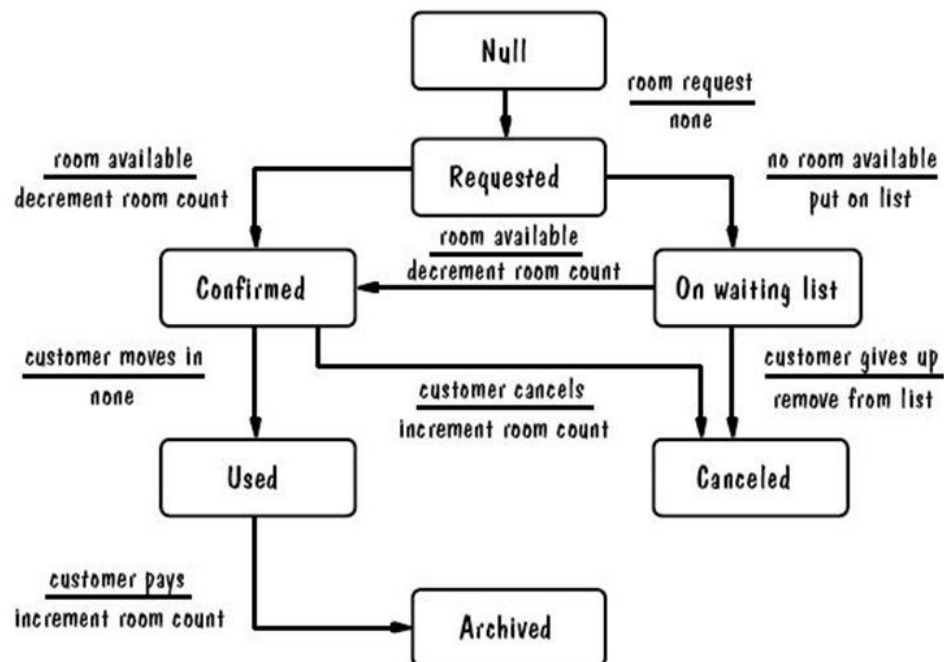 Null
room request
none
room available
decrement room count
Requested
no room available
put on list
room available
decrement room count
Confirmed
On waiting list
customer moves in
none
customer cancels
increment room count
customer gives up
remove from list
Used
Canceled
customer pays
increment room count
Archived